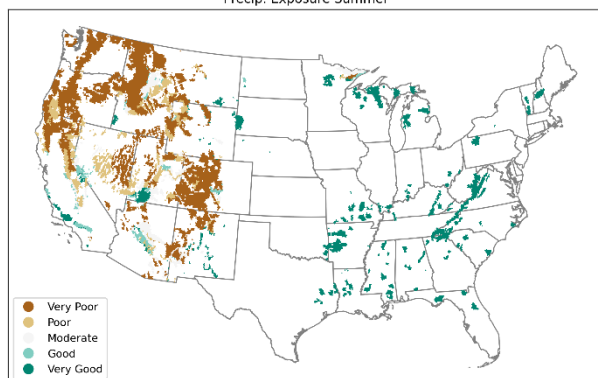 Precip. Exposure Summer
Very Poor
Poor
Moderate
Good
Very Good